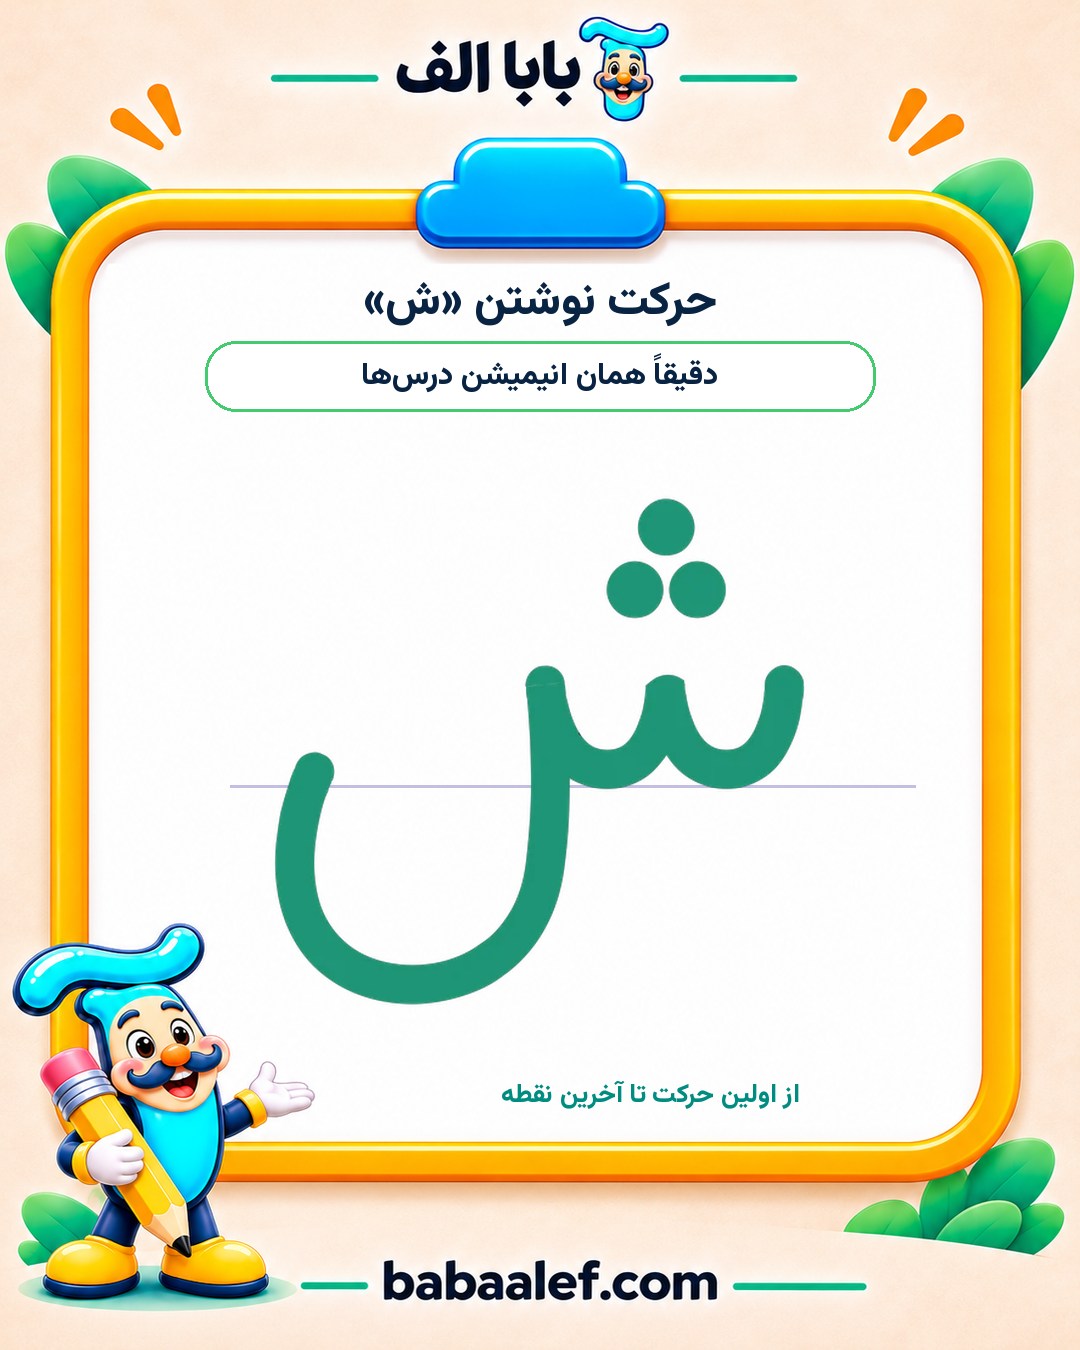 بابا الف
حرکت نوشتن «ش»
دقیقاً همان انیمیشن درس‌ها
ش
از اولین حرکت تا آخرین نقطه
babaalef.com